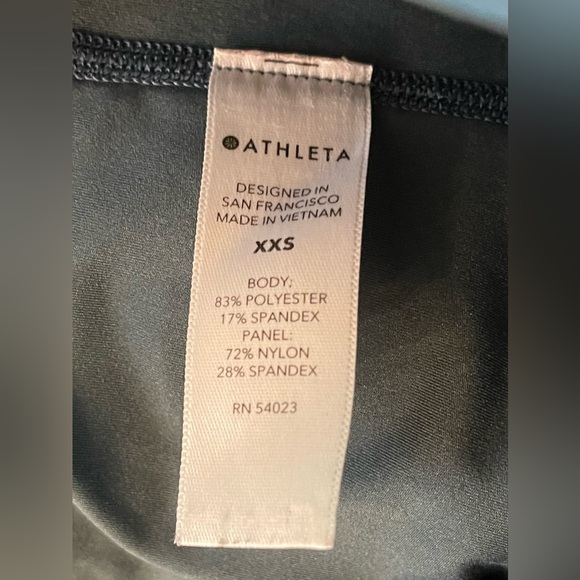 ATHLETA
DESIGNED IN
SAN FRANCISCO
MADE IN VIETNAM
XXS
BODY:
83% POLYESTER
17% SPANDEX
PANEL:
72% NYLON
28% SPANDEX
RN 54023